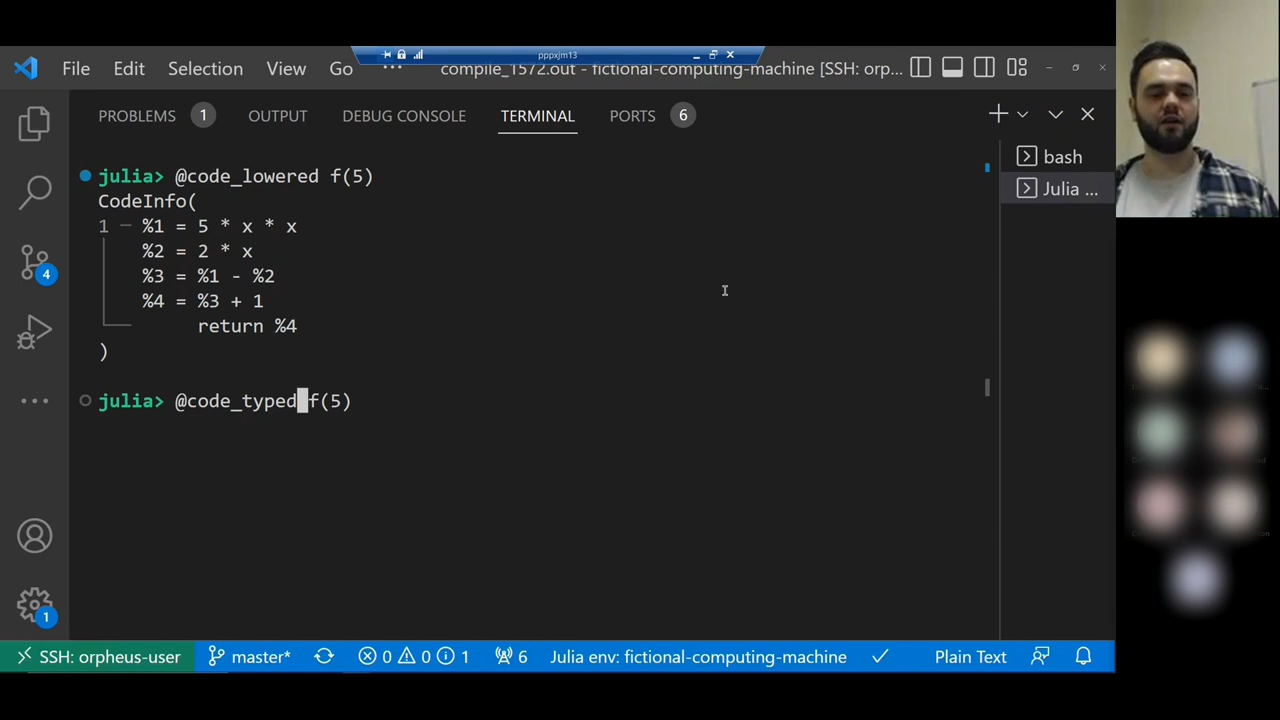 pppxjm13
File Edit Selection View Go ... compile_1572.out - fictional-computing-machine [SSH: orp...
PROBLEMS 1 OUTPUT DEBUG CONSOLE TERMINAL PORTS 6
julia> @code_lowered f(5)
CodeInfo(
1 ─ %1 = 5 * x * x
│ %2 = 2 * x
│ %3 = %1 - %2
│ %4 = %3 + 1
└── return %4
)
julia> @code_typed f(5)
bash
Julia ...
4
1
SSH: orpheus-user master* 0 0 1 6 Julia env: fictional-computing-machine Plain Text